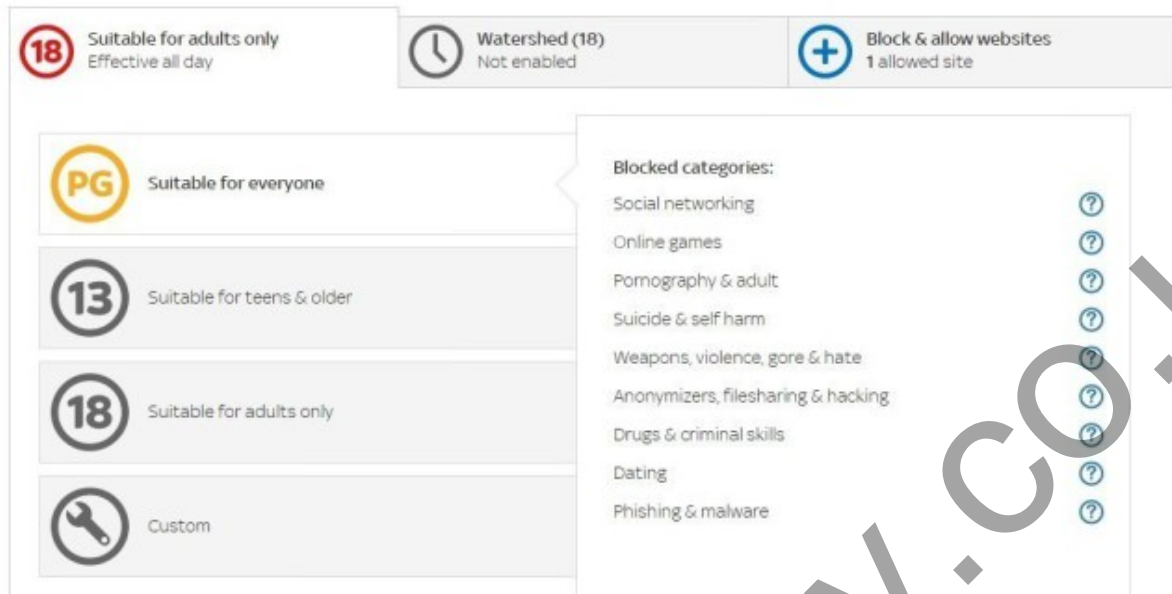 18
Suitable for adults only
Effective all day
Watershed (18)
Not enabled
Block & allow websites
1 allowed site
PG
Suitable for everyone
13
Suitable for teens & older
18
Suitable for adults only
Custom
Blocked categories:
Social networking
?
Online games
?
Pornography & adult
?
Suicide & self harm
?
Weapons, violence, gore & hate
?
Anonymizers, filesharing & hacking
?
Drugs & criminal skills
?
Dating
?
Phishing & malware
?